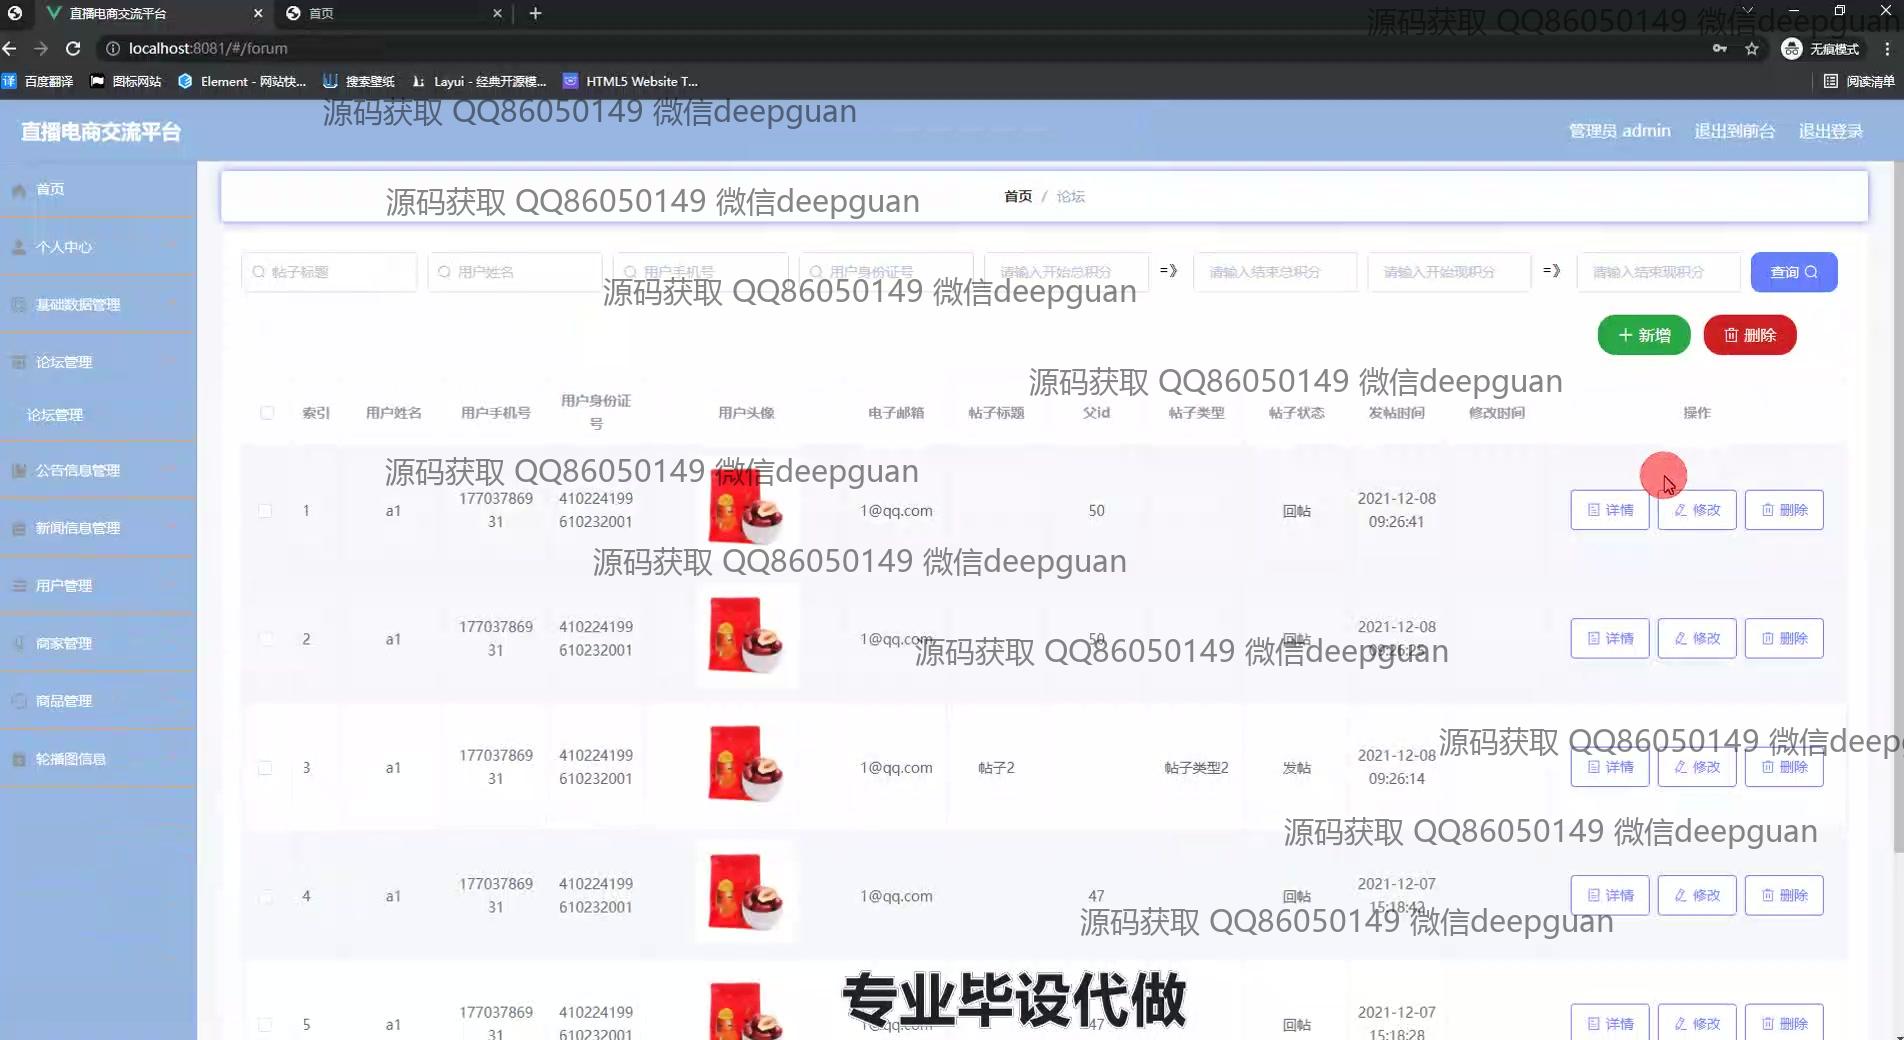 直播电商交流平台
首页
localhost:8081/#/forum
无痕模式
百度翻译
图标网站
Element - 网站快...
搜索壁纸
Layui - 经典开源模...
HTML5 Website T...
阅读清单
源码获取 QQ86050149 微信deepguan
源码获取 QQ86050149 微信deepguan
直播电商交流平台
管理员 admin
退出到前台
退出登录
首页
个人中心
基础数据管理
论坛管理
论坛管理
公告信息管理
新闻信息管理
用户管理
商家管理
商品管理
轮播图信息
源码获取 QQ86050149 微信deepguan
首页 / 论坛
帖子标题
用户姓名
用户手机号
用户身份证号
请输入开始总积分
=》
请输入结束总积分
请输入开始现积分
=》
请输入结束现积分
查询
源码获取 QQ86050149 微信deepguan
新增
删除
源码获取 QQ86050149 微信deepguan
索引 用户姓名 用户手机号 用户身份证号 用户头像 电子邮箱 帖子标题 父id 帖子类型 帖子状态 发帖时间 修改时间 操作
源码获取 QQ86050149 微信deepguan
1 a1 17703786931 410224199610232001 1@qq.com 50 回帖 2021-12-08 09:26:41 详情 修改 删除
源码获取 QQ86050149 微信deepguan
2 a1 17703786931 410224199610232001 1@qq.com 50 回帖 2021-12-08 09:26:25 详情 修改 删除
源码获取 QQ86050149 微信deepguan
3 a1 17703786931 410224199610232001 1@qq.com 帖子2 帖子类型2 发帖 2021-12-08 09:26:14 详情 修改 删除
源码获取 QQ86050149 微信deep
源码获取 QQ86050149 微信deepguan
4 a1 17703786931 410224199610232001 1@qq.com 47 回帖 2021-12-07 15:18:42 详情 修改 删除
源码获取 QQ86050149 微信deepguan
5 a1 17703786931 410224199610232001 1@qq.com 47 回帖 2021-12-07 15:18:28 详情 修改 删除
专业毕设代做